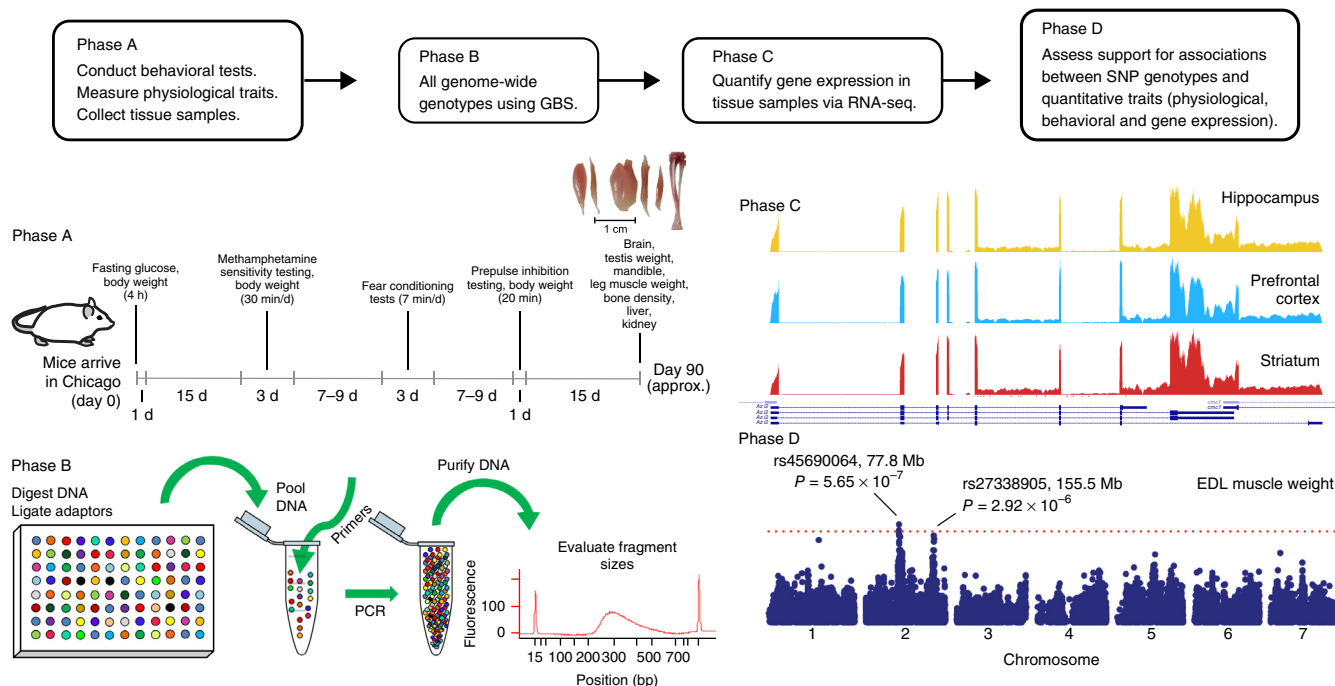 Phase A
Conduct behavioral tests.
Measure physiological traits.
Collect tissue samples.
Phase B
All genome-wide
genotypes using GBS.
Phase C
Quantify gene expression in
tissue samples via RNA-seq.
Phase D
Assess support for associations
between SNP genotypes and
quantitative traits (physiological,
behavioral and gene expression).
Phase A
1 cm
Fasting glucose,
body weight
(4 h)
Methamphetamine
sensitivity testing,
body weight
(30 min/d)
Fear conditioning
tests (7 min/d)
Prepulse inhibition
testing, body weight
(20 min)
Brain,
testis weight,
mandible,
leg muscle weight,
bone density,
liver,
kidney
Mice arrive
in Chicago
(day 0)
1 d
15 d
3 d
7–9 d
3 d
7–9 d
1 d
15 d
Day 90
(approx.)
Phase B
Digest DNA
Ligate adaptors
Pool
DNA
Primers
PCR
Purify DNA
Evaluate fragment
sizes
Fluorescence
100
0
15 100 200 300 500 700
Position (bp)
Phase C
Hippocampus
Prefrontal
cortex
Striatum
cmc1
cmc1
Phase D
rs45690064, 77.8 Mb
P = 5.65 × 10⁻⁷
rs27338905, 155.5 Mb
P = 2.92 × 10⁻⁶
EDL muscle weight
1 2 3 4 5 6 7
Chromosome